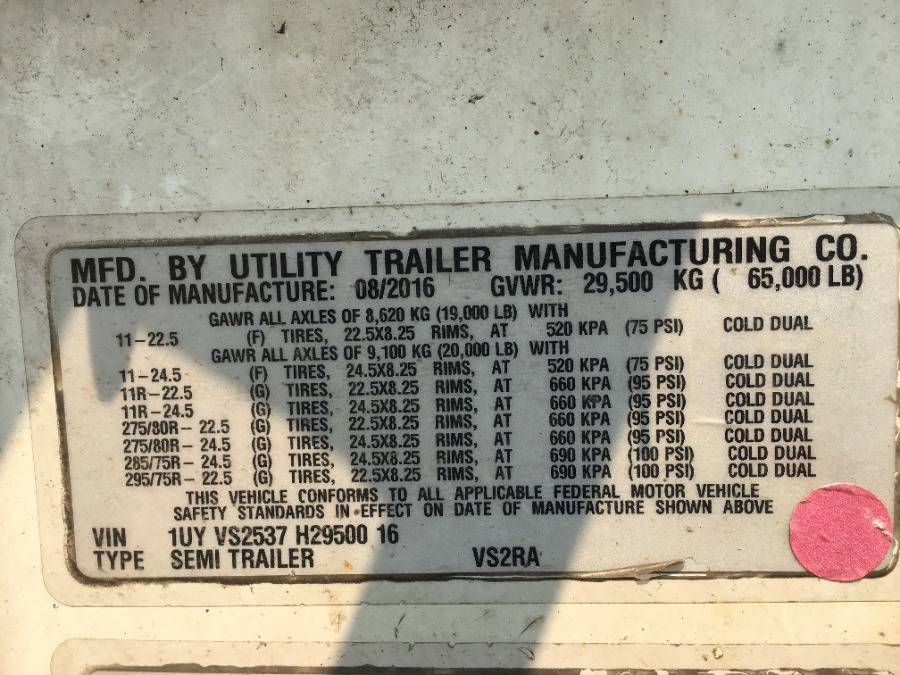 MFD. BY UTILITY TRAILER MANUFACTURING CO.
DATE OF MANUFACTURE: 08/2016 GVWR: 29,500 KG ( 65,000 LB)
GAWR ALL AXLES OF 8,620 KG (19,000 LB) WITH
11-22.5 (F) TIRES, 22.5X8.25 RIMS, AT 520 KPA (75 PSI) COLD DUAL
GAWR ALL AXLES OF 9,100 KG (20,000 LB) WITH
11-24.5 (F) TIRES, 24.5X8.25 RIMS, AT 520 KPA (75 PSI) COLD DUAL
11R-22.5 (G) TIRES, 22.5X8.25 RIMS, AT 660 KPA (95 PSI) COLD DUAL
11R-24.5 (G) TIRES, 24.5X8.25 RIMS, AT 660 KPA (95 PSI) COLD DUAL
275/80R-22.5 (G) TIRES, 22.5X8.25 RIMS, AT 660 KPA (95 PSI) COLD DUAL
275/80R-24.5 (G) TIRES, 24.5X8.25 RIMS, AT 660 KPA (95 PSI) COLD DUAL
285/75R-24.5 (G) TIRES, 24.5X8.25 RIMS, AT 690 KPA (100 PSI) COLD DUAL
295/75R-22.5 (G) TIRES, 22.5X8.25 RIMS, AT 690 KPA (100 PSI) COLD DUAL
THIS VEHICLE CONFORMS TO ALL APPLICABLE FEDERAL MOTOR VEHICLE
SAFETY STANDARDS IN EFFECT ON DATE OF MANUFACTURE SHOWN ABOVE
VIN 1UY VS2537 H29500 16
TYPE SEMI TRAILER VS2RA